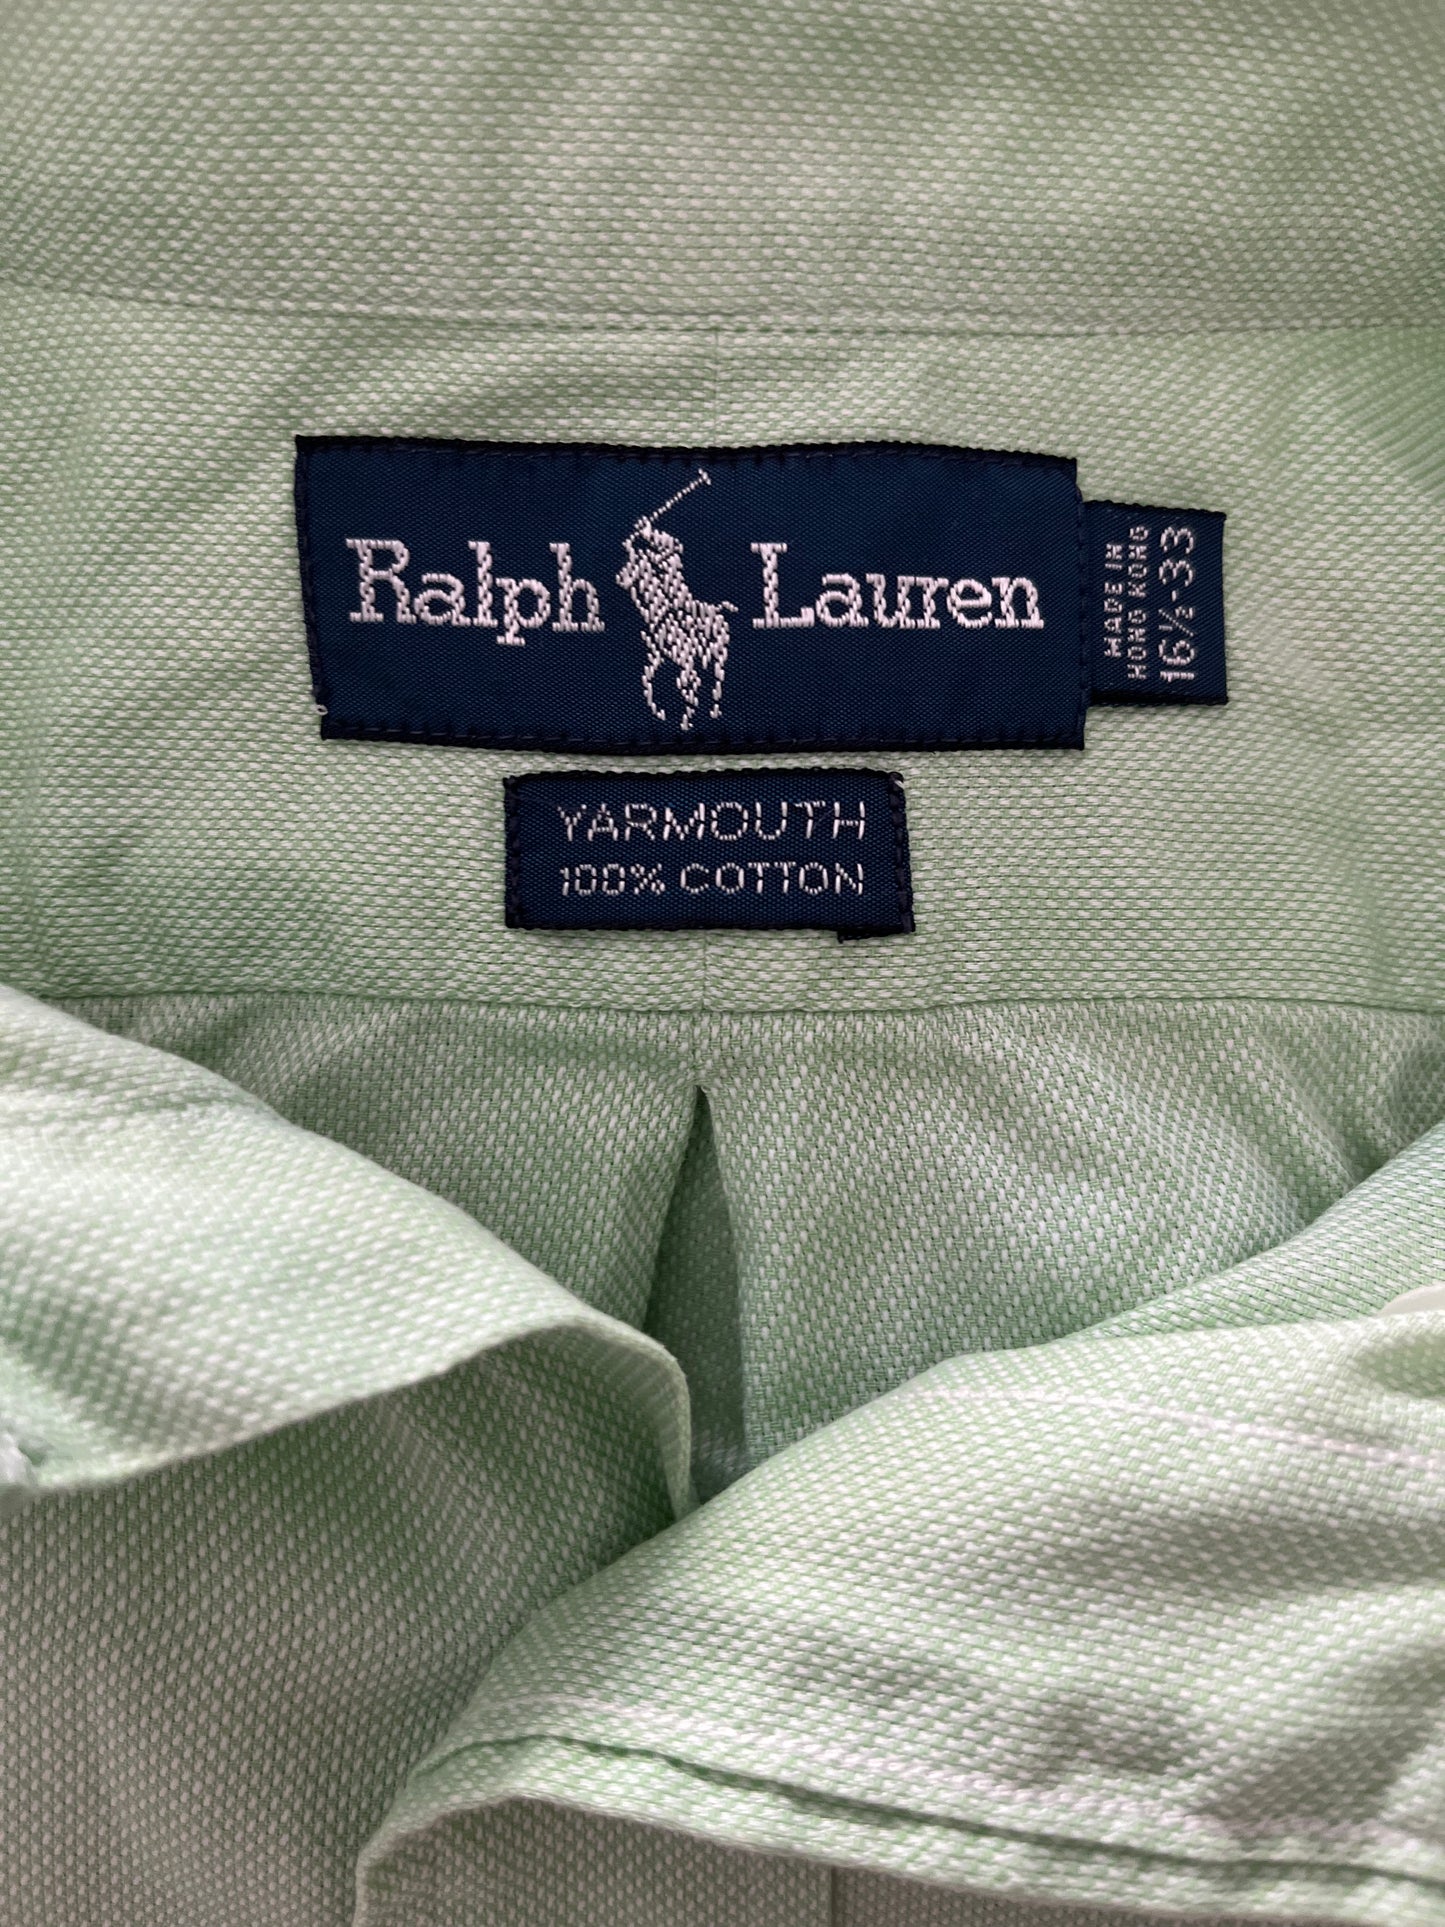 Ralph Lauren
MADE IN
HONG KONG
16½-33
YARMOUTH
100% COTTON